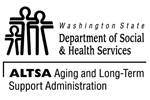 Washington State
Department of Social
& Health Services
ALTSA Aging and Long-Term
Support Administration